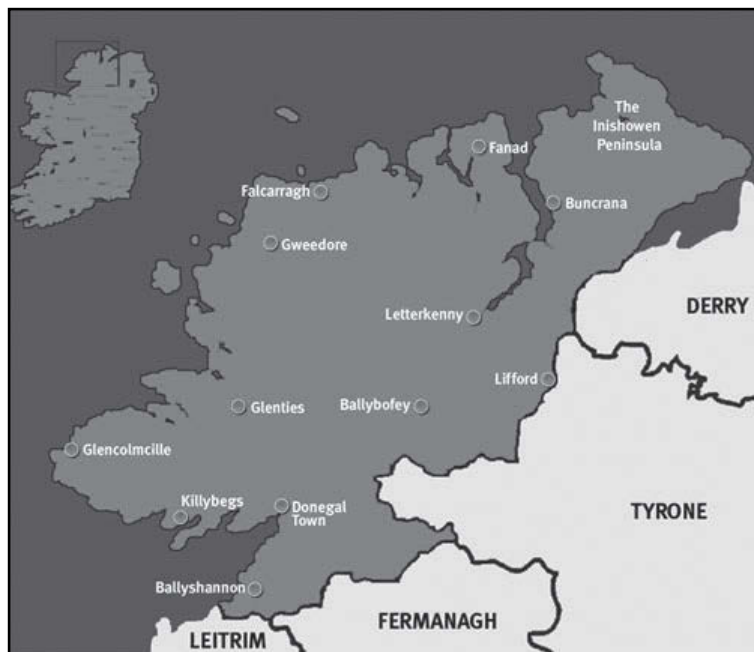 The
Inishowen
Peninsula
Fanad
Falcarragh
Buncrana
Gweedore
DERRY
Letterkenny
Lifford
Glenties
Ballybofey
Glencolmcille
Killybegs
Donegal
Town
TYRONE
Ballyshannon
FERMANAGH
LEITRIM